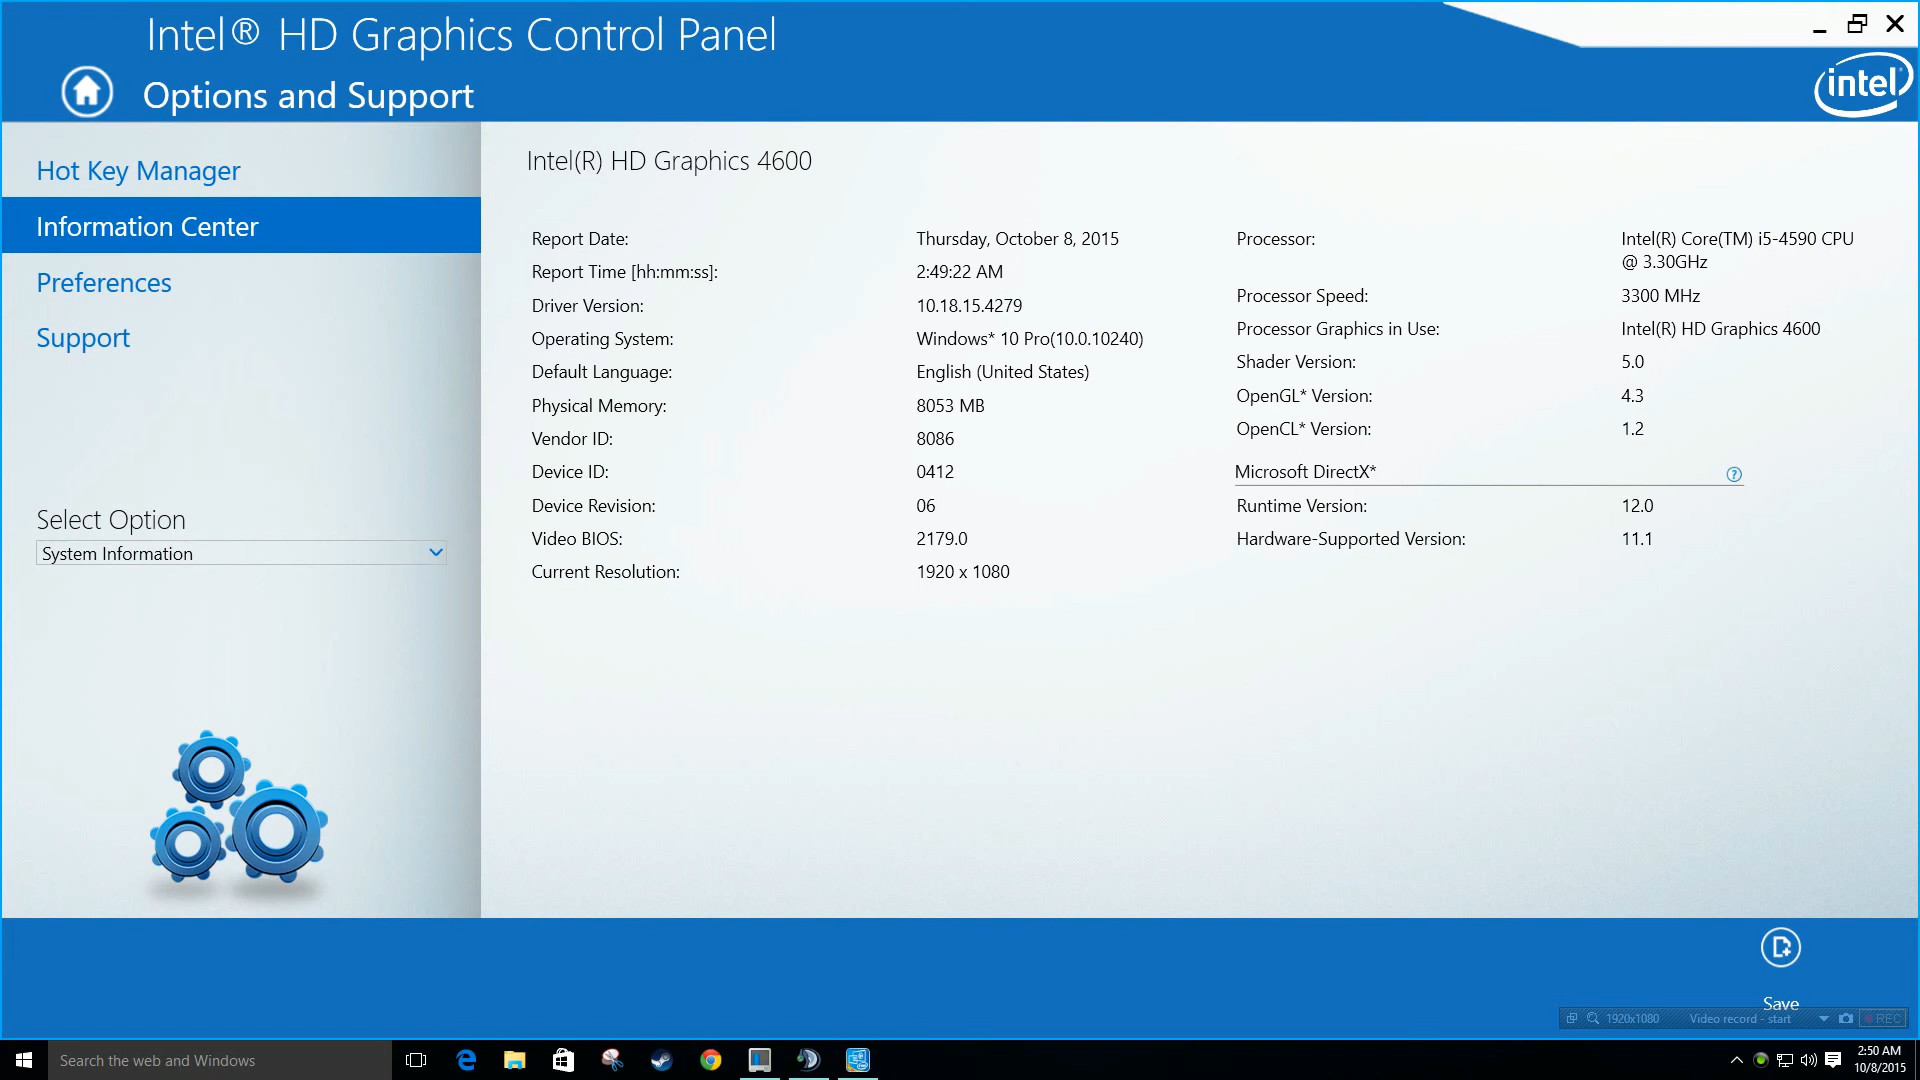 Intel® HD Graphics Control Panel
Options and Support
intel
Hot Key Manager
Information Center
Preferences
Support
Select Option
System Information
Intel(R) HD Graphics 4600
Report Date: Thursday, October 8, 2015
Report Time [hh:mm:ss]: 2:49:22 AM
Driver Version: 10.18.15.4279
Operating System: Windows* 10 Pro(10.0.10240)
Default Language: English (United States)
Physical Memory: 8053 MB
Vendor ID: 8086
Device ID: 0412
Device Revision: 06
Video BIOS: 2179.0
Current Resolution: 1920 x 1080
Processor: Intel(R) Core(TM) i5-4590 CPU
@ 3.30GHz
Processor Speed: 3300 MHz
Processor Graphics in Use: Intel(R) HD Graphics 4600
Shader Version: 5.0
OpenGL* Version: 4.3
OpenCL* Version: 1.2
Microsoft DirectX* ?
Runtime Version: 12.0
Hardware-Supported Version: 11.1
Save
1920x1080 Video record - start REC
Search the web and Windows
2:50 AM
10/8/2015